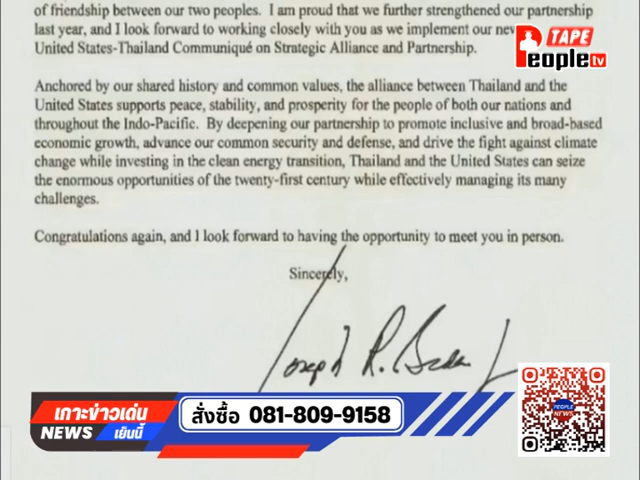 of friendship between our two peoples. I am proud that we further strengthened our partnership
last year, and I look forward to working closely with you as we implement our new
United States-Thailand Communiqué on Strategic Alliance and Partnership.
TAPE
People tv
Anchored by our shared history and common values, the alliance between Thailand and the
United States supports peace, stability, and prosperity for the people of both our nations and
throughout the Indo-Pacific. By deepening our partnership to promote inclusive and broad-based
economic growth, advance our common security and defense, and drive the fight against climate
change while investing in the clean energy transition, Thailand and the United States can seize
the enormous opportunities of the twenty-first century while effectively managing its many
challenges.
Congratulations again, and I look forward to having the opportunity to meet you in person.
Sincerely,
Joseph R. Biden Jr
เกาะข่าวเด่น
NEWS เย็นนี้
สั่งซื้อ 081-809-9158
PEOPLE
NEWS